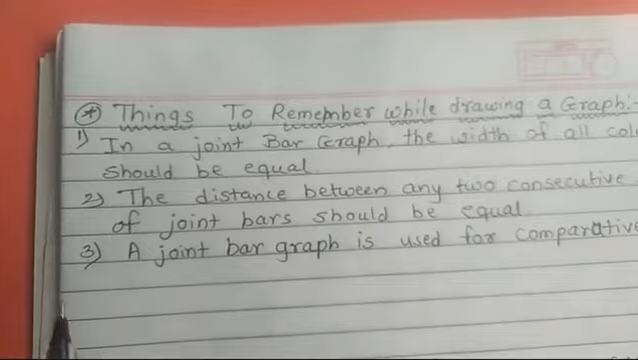 * Things To Remember while drawing a Graph:
1) In a joint Bar Graph, the width of all
should be equal
2) The distance between any two consecutive
of joint bars should be equal
3) A joint bar graph is used for comparative